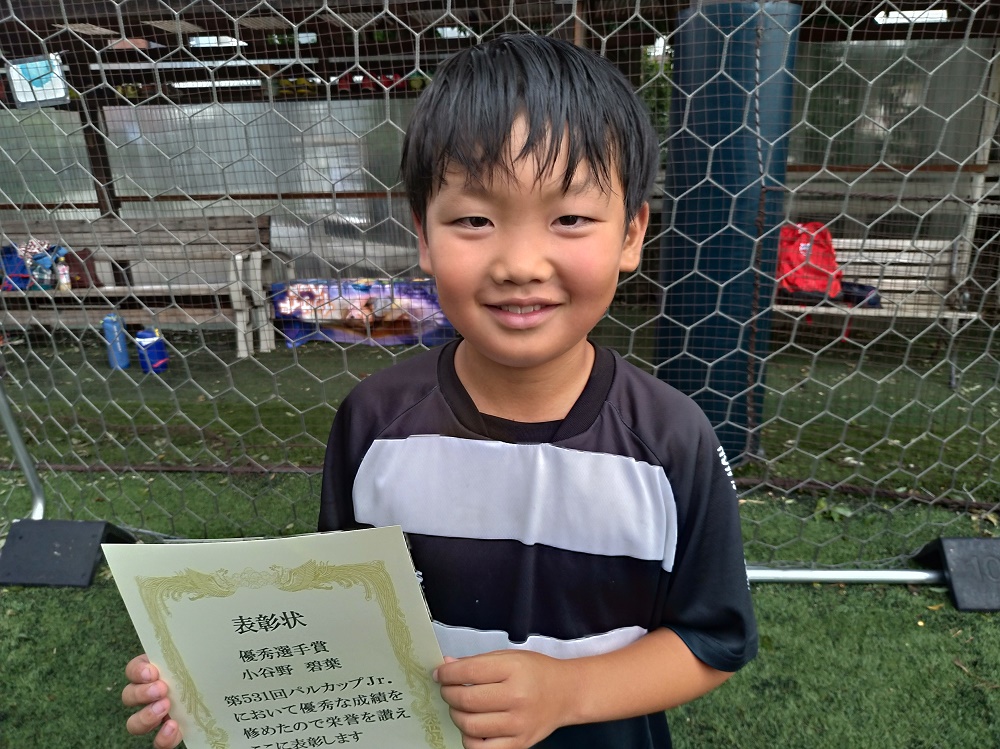 表彰状
優秀選手賞
小谷野 碧葉
第531回パルカップJr.
において優秀な成績を
修めたので栄誉を讃え
ここに表彰します